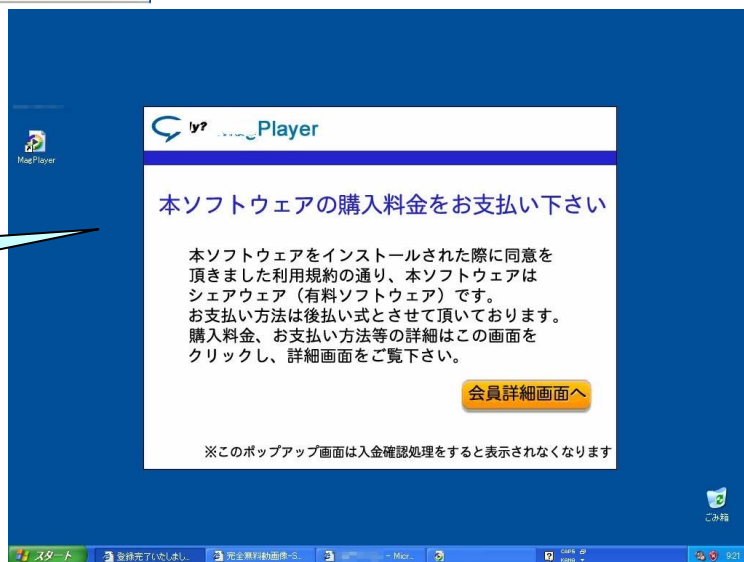 MagPlayer
ly?
Player
本ソフトウェアの購入料金をお支払い下さい
本ソフトウェアをインストールされた際に同意を
頂きました利用規約の通り、本ソフトウェアは
シェアウェア（有料ソフトウェア）です。
お支払い方法は後払い式とさせて頂いております。
購入料金、お支払い方法等の詳細はこの画面を
クリックし、詳細画面をご覧下さい。
会員詳細画面へ
※このポップアップ画面は入金確認処理をすると表示されなくなります
ごみ箱
スタート
登録完了いたしまし...
完全無料動画像-S...
- Micr...
CAPS
KANA
9:21